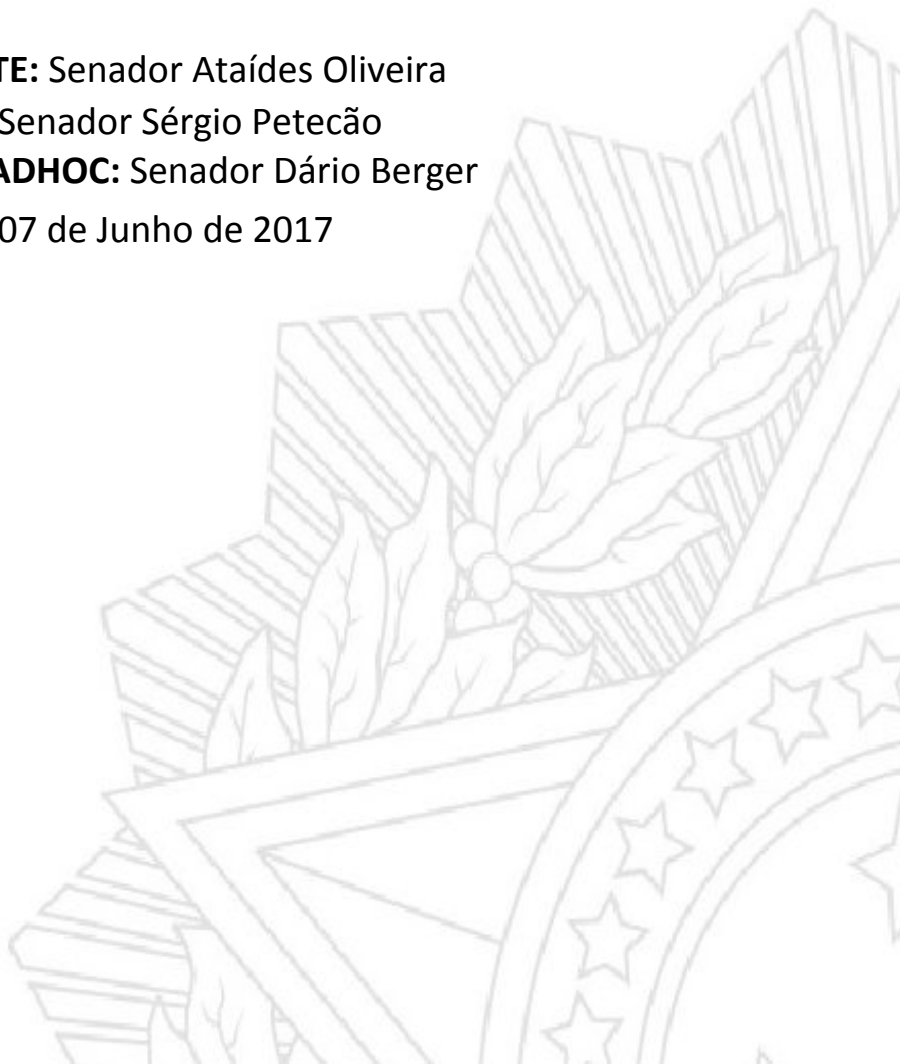 TE: Senador Ataídes Oliveira
Senador Sérgio Petecão
ADHOC: Senador Dário Berger
07 de Junho de 2017